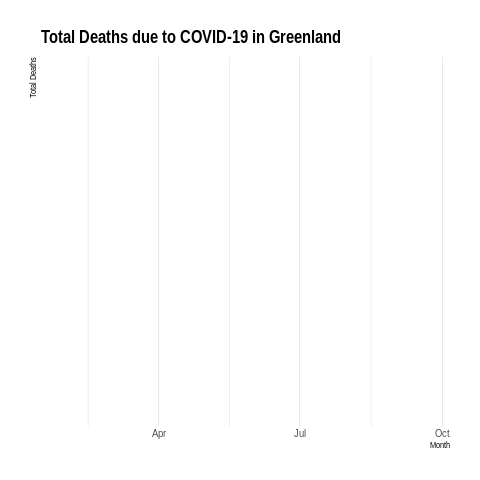 Total Deaths due to COVID-19 in Greenland
Total Deaths
Apr
Jul
Oct
Month